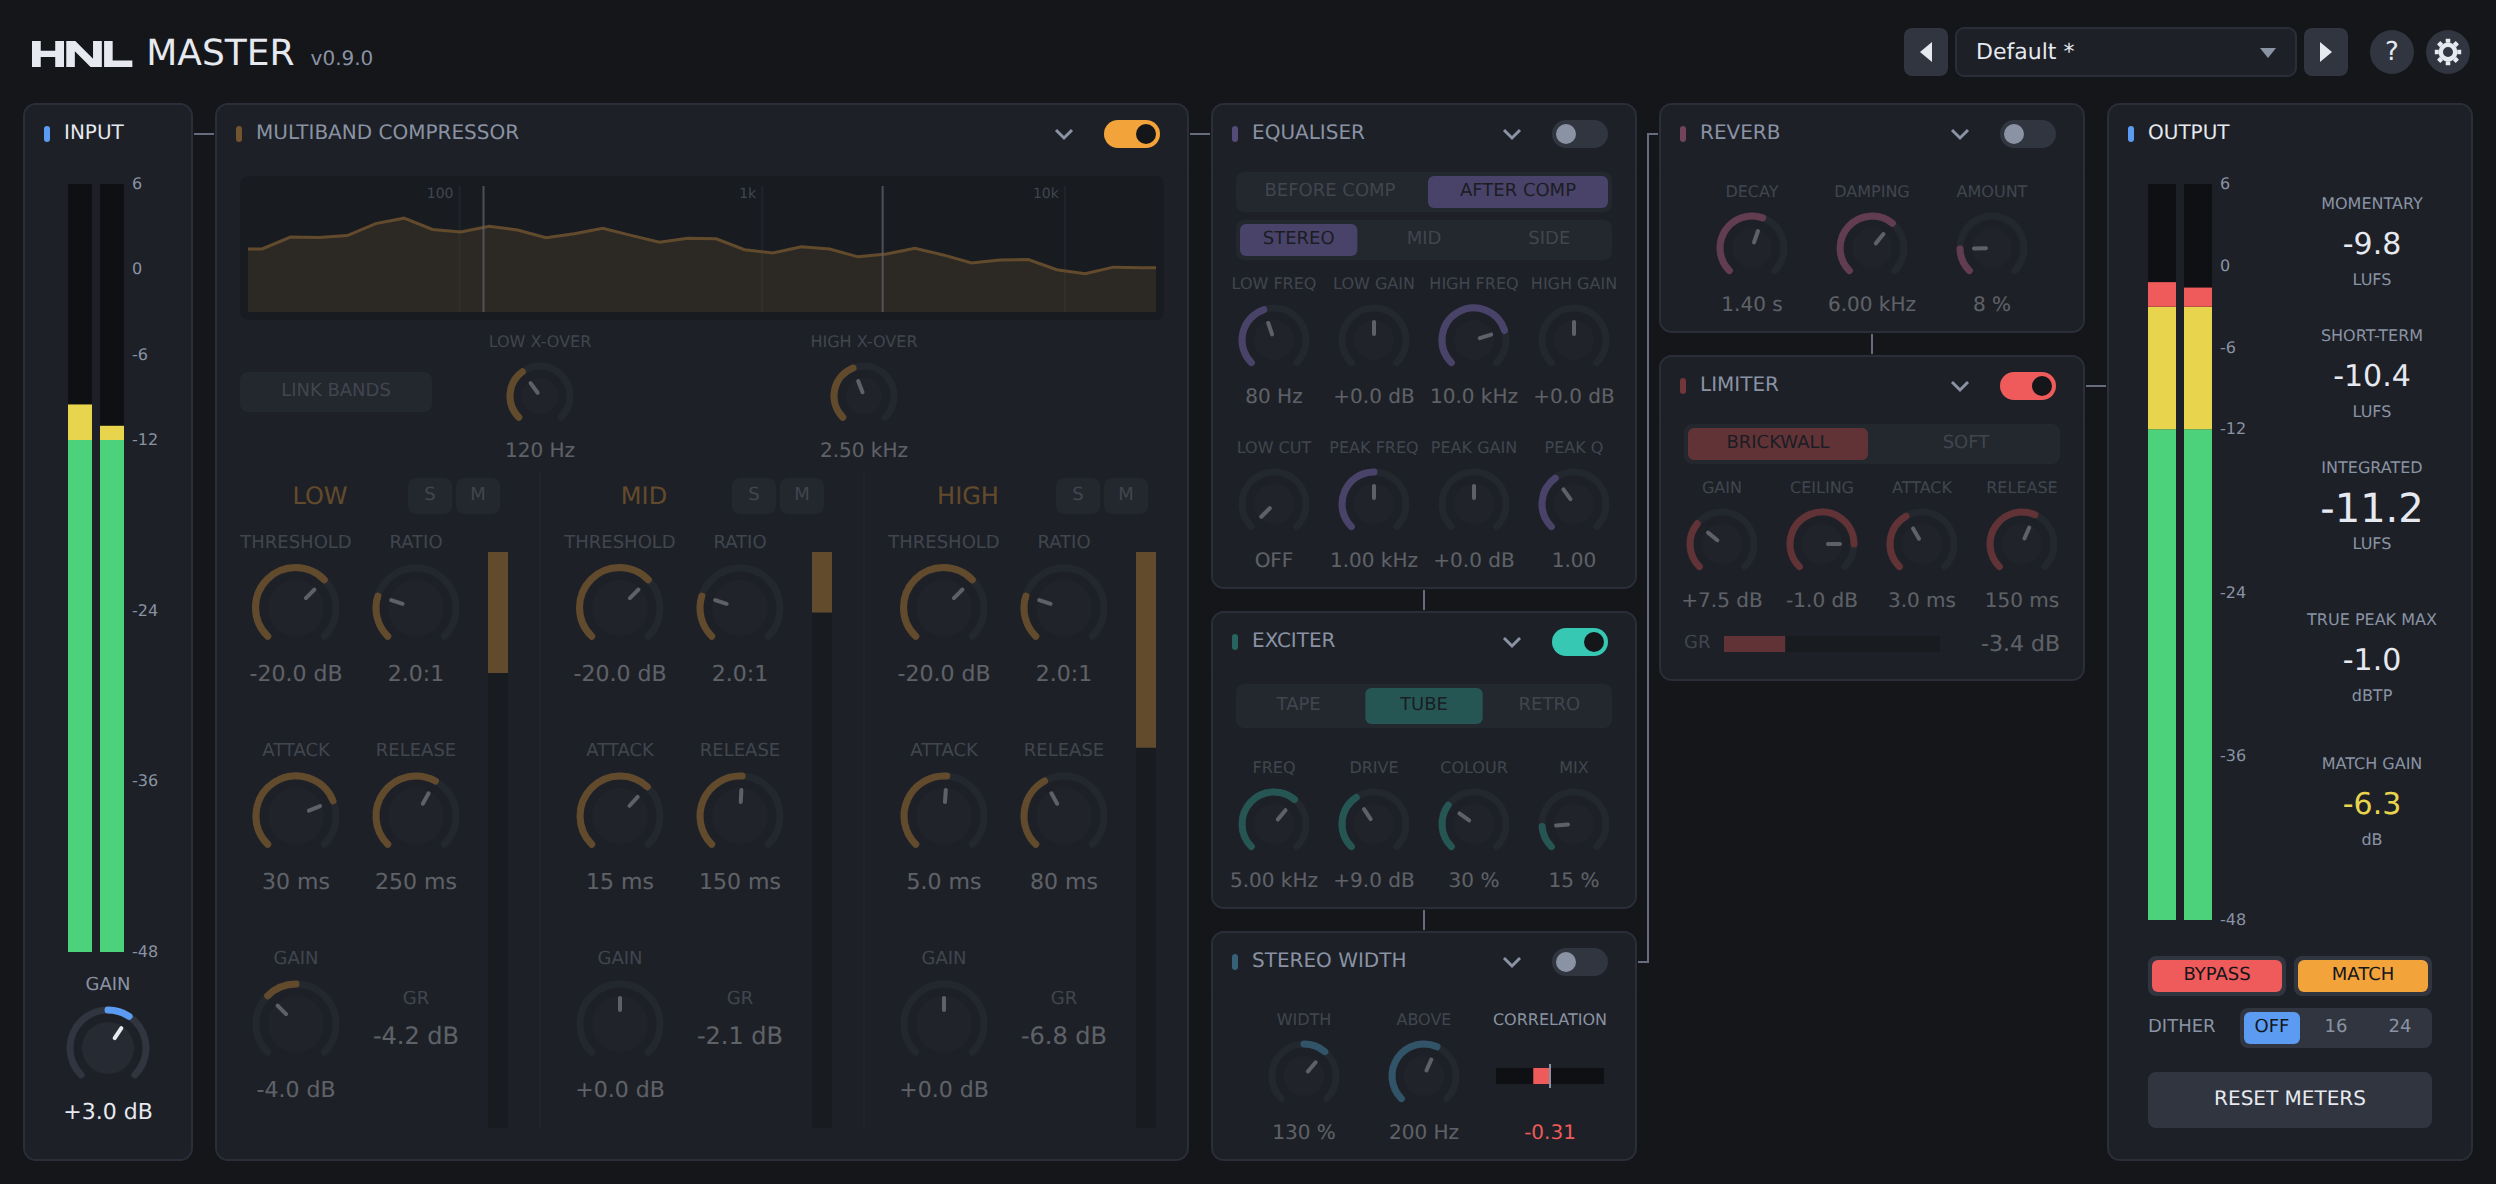 HNL MASTER v0.9.0
Default *
?
INPUT
6
0
-6
-12
-24
-36
-48
GAIN
+3.0 dB
MULTIBAND COMPRESSOR
100 1k 10k
LOW X-OVER HIGH X-OVER
LINK BANDS
120 Hz 2.50 kHz
LOW S M MID S M HIGH S M
THRESHOLD RATIO THRESHOLD RATIO THRESHOLD RATIO
-20.0 dB 2.0:1 -20.0 dB 2.0:1 -20.0 dB 2.0:1
ATTACK RELEASE ATTACK RELEASE ATTACK RELEASE
30 ms 250 ms 15 ms 150 ms 5.0 ms 80 ms
GAIN GAIN GAIN
GR GR GR
-4.2 dB -2.1 dB -6.8 dB
-4.0 dB +0.0 dB +0.0 dB
EQUALISER
BEFORE COMP AFTER COMP
STEREO MID SIDE
LOW FREQ LOW GAIN HIGH FREQ HIGH GAIN
80 Hz +0.0 dB 10.0 kHz +0.0 dB
LOW CUT PEAK FREQ PEAK GAIN PEAK Q
OFF 1.00 kHz +0.0 dB 1.00
EXCITER
TAPE TUBE RETRO
FREQ DRIVE COLOUR MIX
5.00 kHz +9.0 dB 30 % 15 %
STEREO WIDTH
WIDTH ABOVE CORRELATION
130 % 200 Hz -0.31
REVERB
DECAY DAMPING AMOUNT
1.40 s 6.00 kHz 8 %
LIMITER
BRICKWALL SOFT
GAIN CEILING ATTACK RELEASE
+7.5 dB -1.0 dB 3.0 ms 150 ms
GR -3.4 dB
OUTPUT
6
0
-6
-12
-24
-36
-48
MOMENTARY
-9.8
LUFS
SHORT-TERM
-10.4
LUFS
INTEGRATED
-11.2
LUFS
TRUE PEAK MAX
-1.0
dBTP
MATCH GAIN
-6.3
dB
BYPASS MATCH
DITHER OFF 16 24
RESET METERS